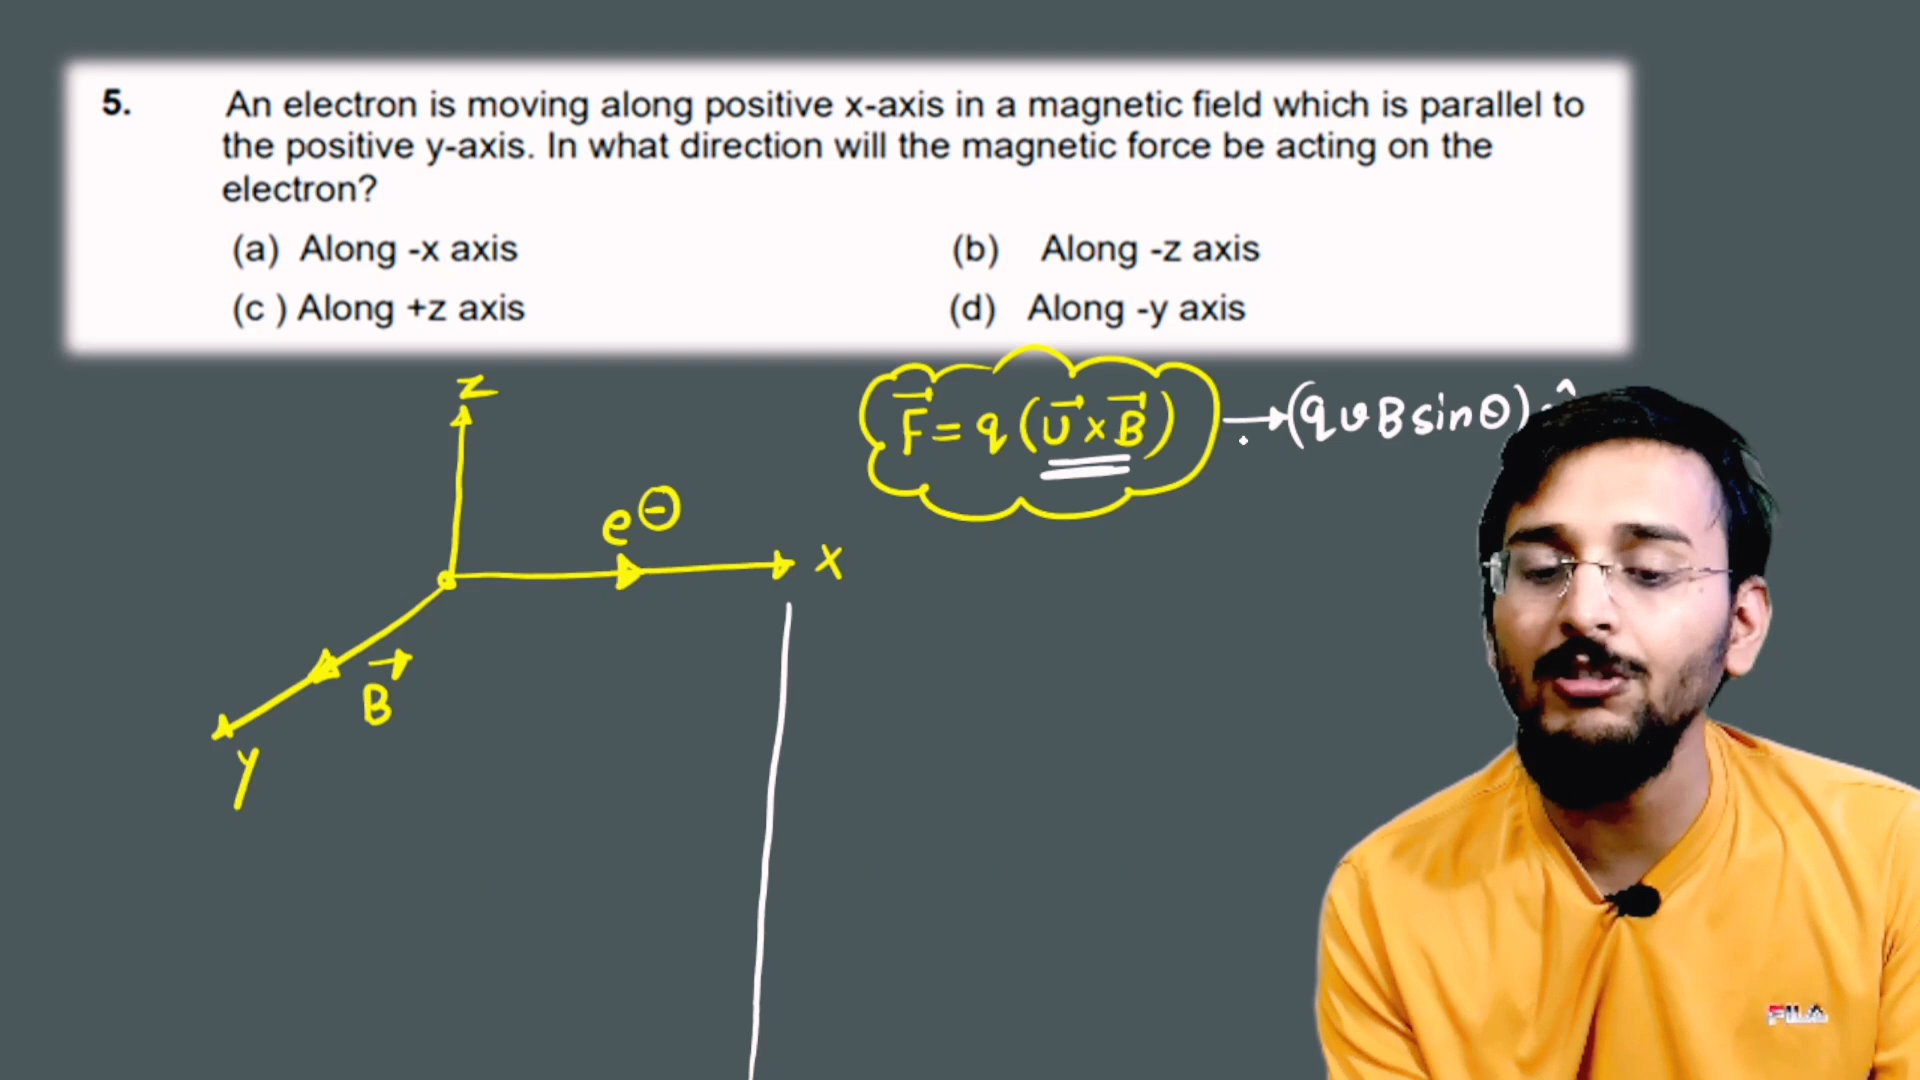 5. An electron is moving along positive x-axis in a magnetic field which is parallel to
the positive y-axis. In what direction will the magnetic force be acting on the
electron?
(a) Along -x axis (b) Along -z axis
(c ) Along +z axis (d) Along -y axis
z
F⃗ = q (υ⃗ × B⃗) → (qυB sinθ)
e⊖
x
B⃗
y
FILA